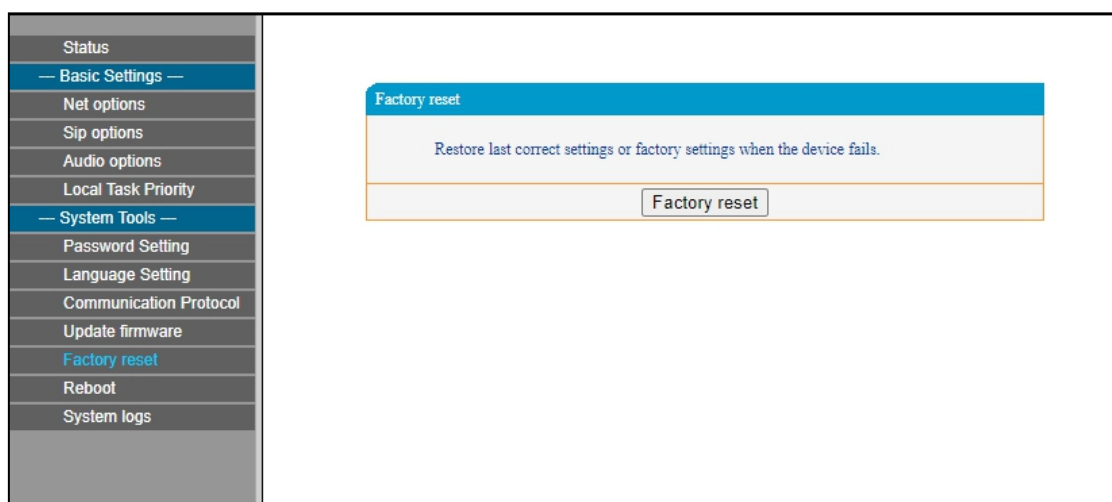 Status
— Basic Settings —
Net options
Sip options
Audio options
Local Task Priority
— System Tools —
Password Setting
Language Setting
Communication Protocol
Update firmware
Factory reset
Reboot
System logs
Factory reset
Restore last correct settings or factory settings when the device fails.
Factory reset